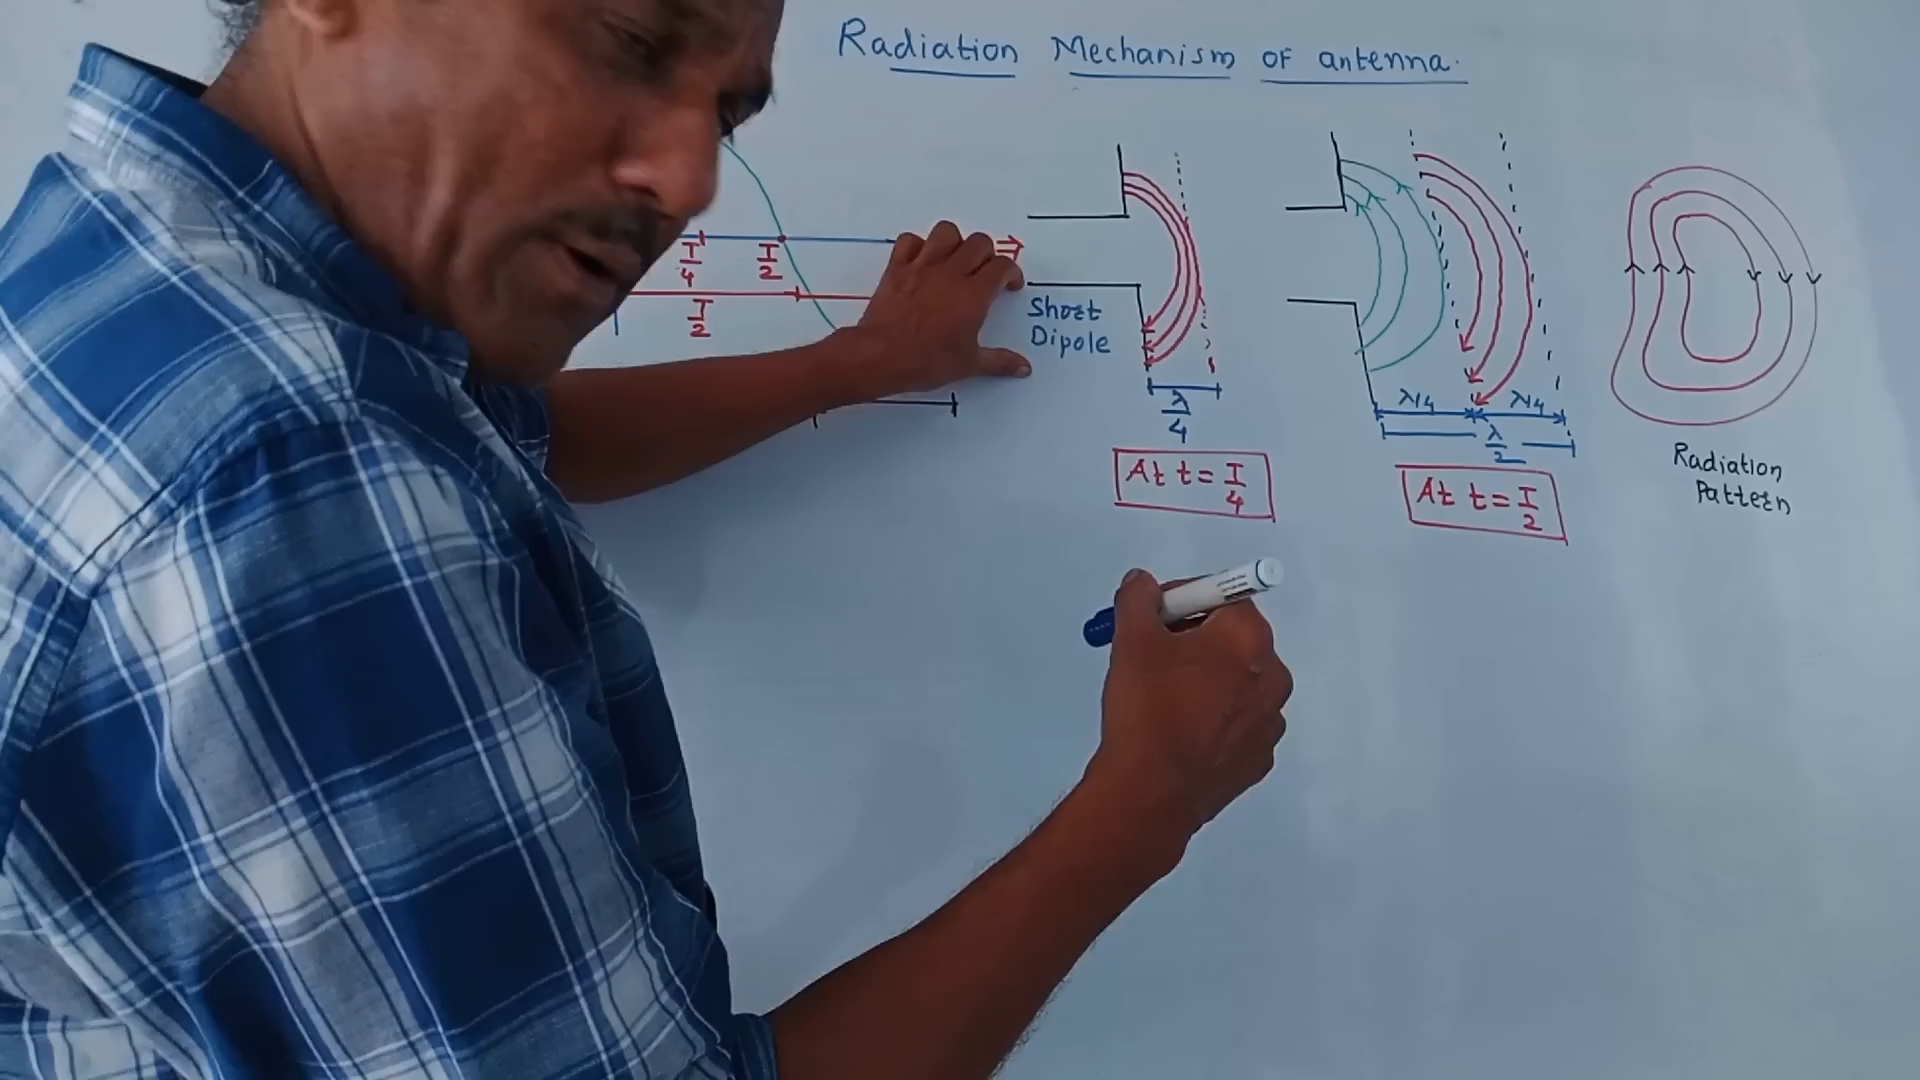 Radiation Mechanism of antenna.
T/4
T/2
T/2
Short
Dipole
λ/4
At t = T/4
λ/4 λ/4
λ/2
At t = T/2
Radiation
Pattern